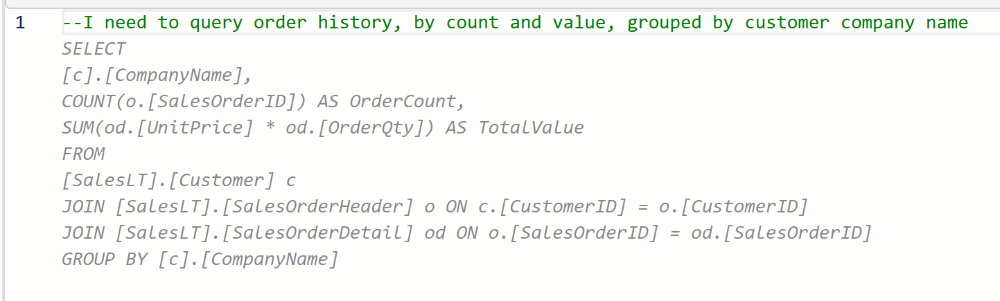 1 --I need to query order history, by count and value, grouped by customer company name
SELECT
[c].[CompanyName],
COUNT(o.[SalesOrderID]) AS OrderCount,
SUM(od.[UnitPrice] * od.[OrderQty]) AS TotalValue
FROM
[SalesLT].[Customer] c
JOIN [SalesLT].[SalesOrderHeader] o ON c.[CustomerID] = o.[CustomerID]
JOIN [SalesLT].[SalesOrderDetail] od ON o.[SalesOrderID] = od.[SalesOrderID]
GROUP BY [c].[CompanyName]